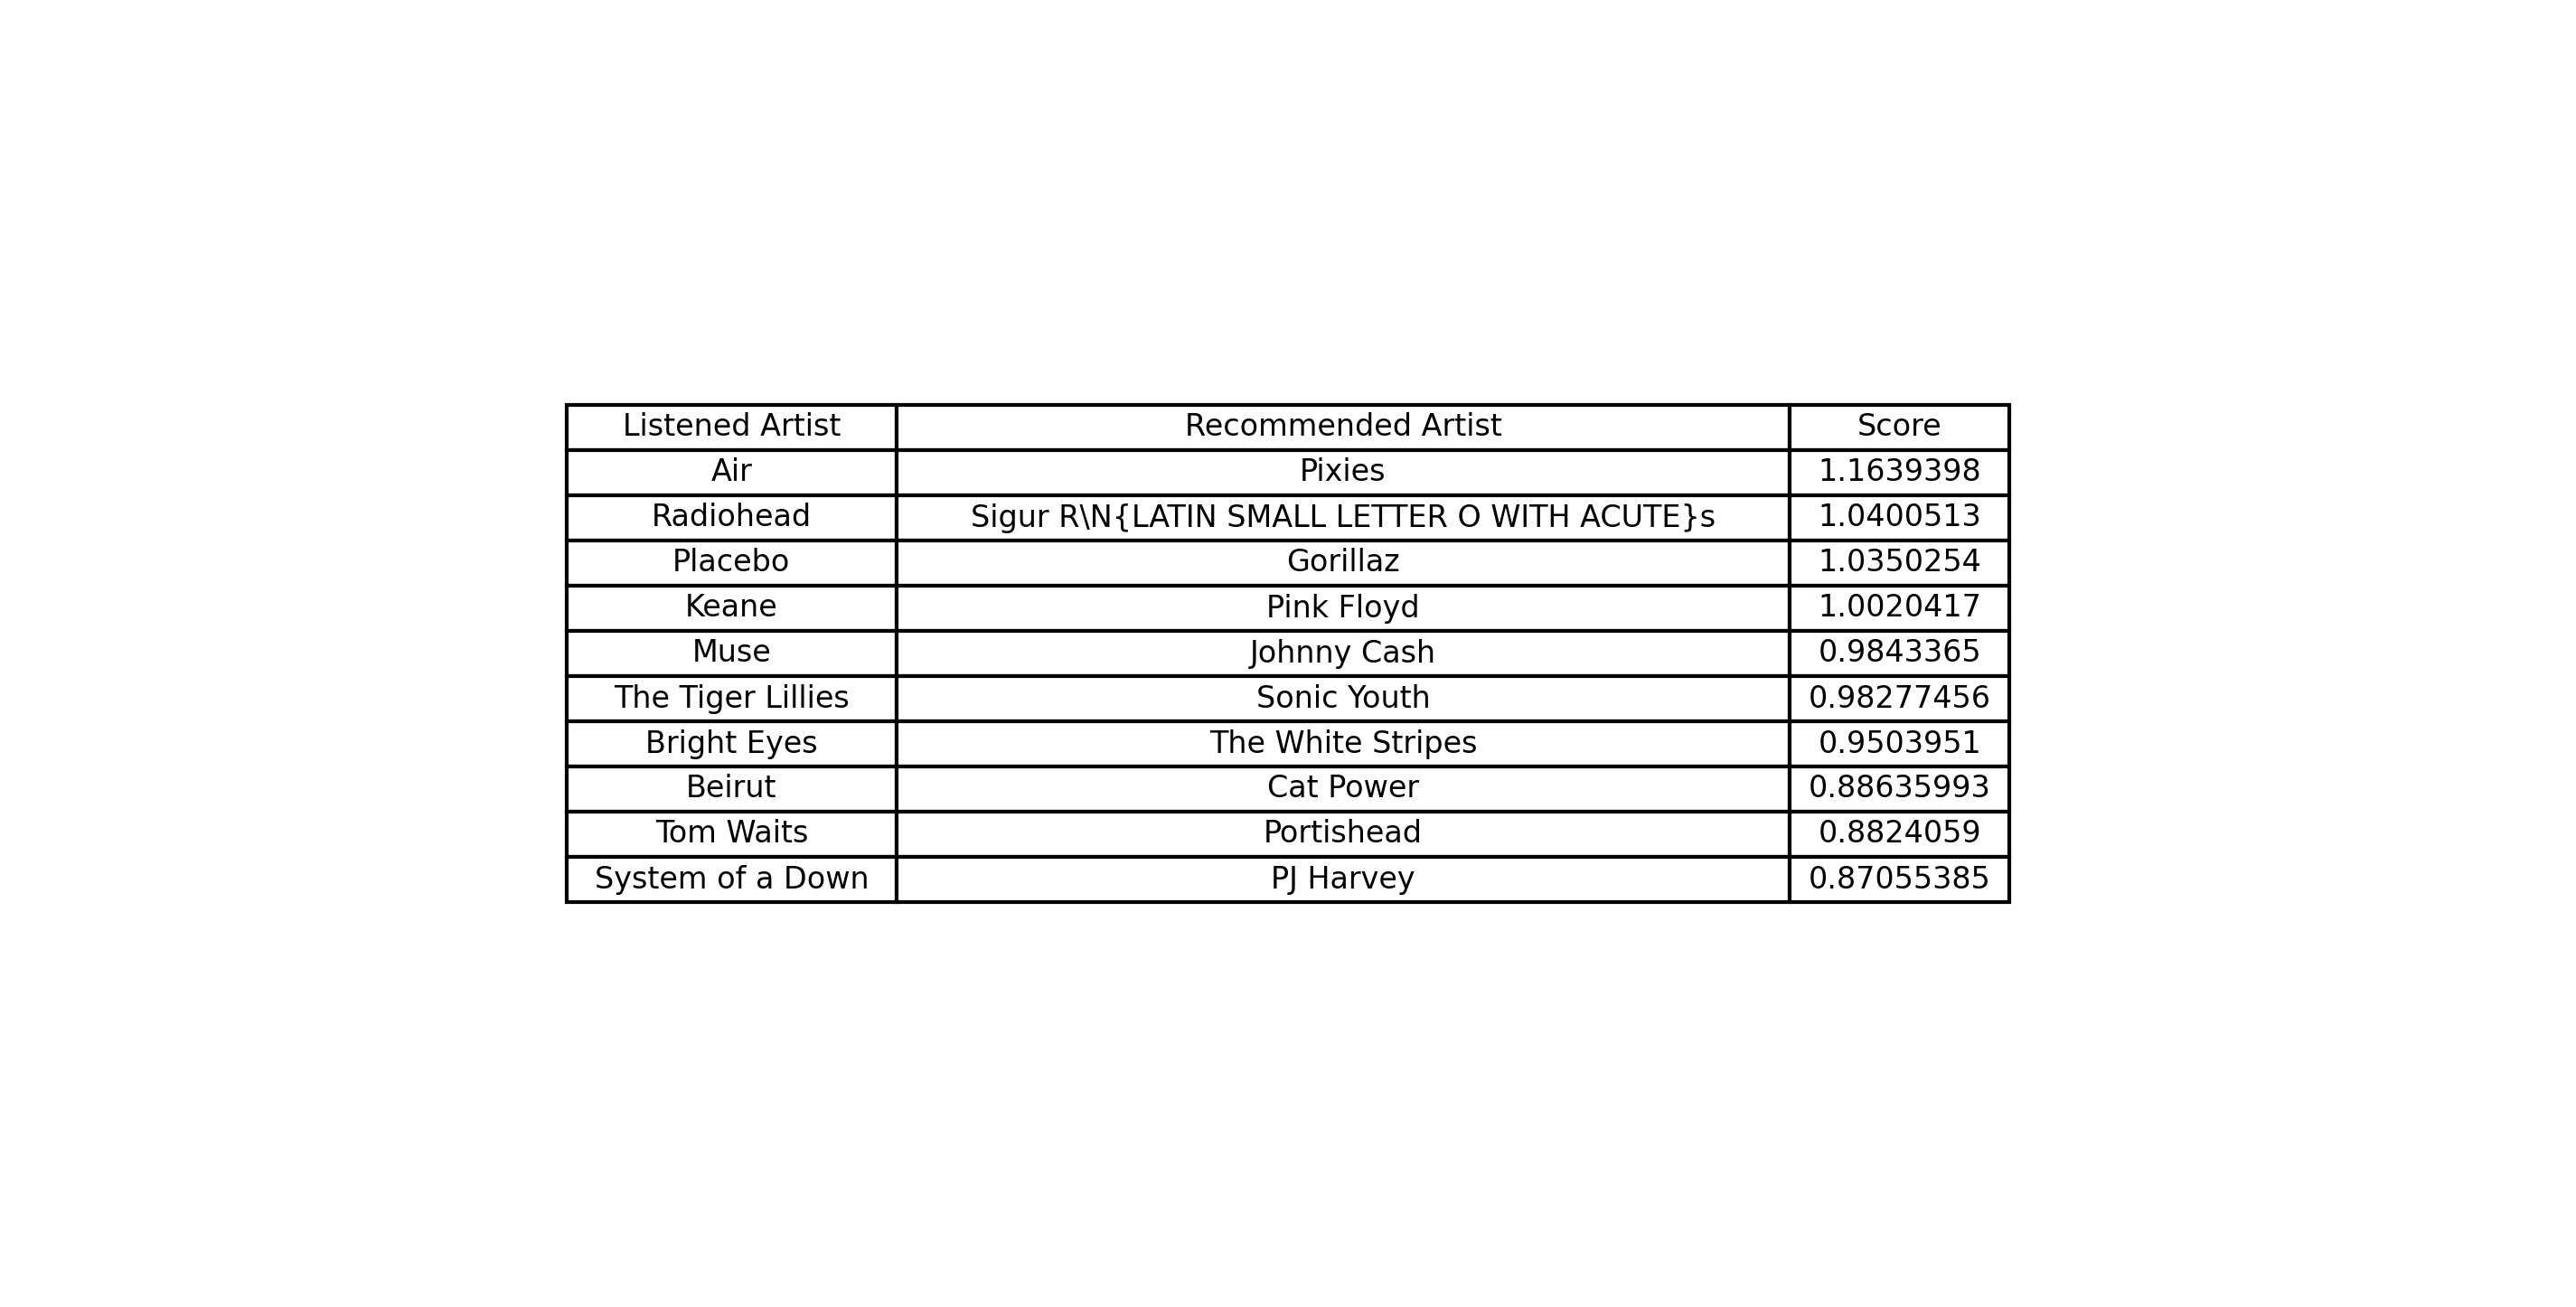 Listened Artist Recommended Artist Score
Air Pixies 1.1639398
Radiohead Sigur R\N{LATIN SMALL LETTER O WITH ACUTE}s 1.0400513
Placebo Gorillaz 1.0350254
Keane Pink Floyd 1.0020417
Muse Johnny Cash 0.9843365
The Tiger Lillies Sonic Youth 0.98277456
Bright Eyes The White Stripes 0.9503951
Beirut Cat Power 0.88635993
Tom Waits Portishead 0.8824059
System of a Down PJ Harvey 0.87055385